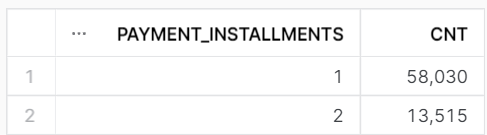 ··· PAYMENT_INSTALLMENTS CNT
1 1 58,030
2 2 13,515